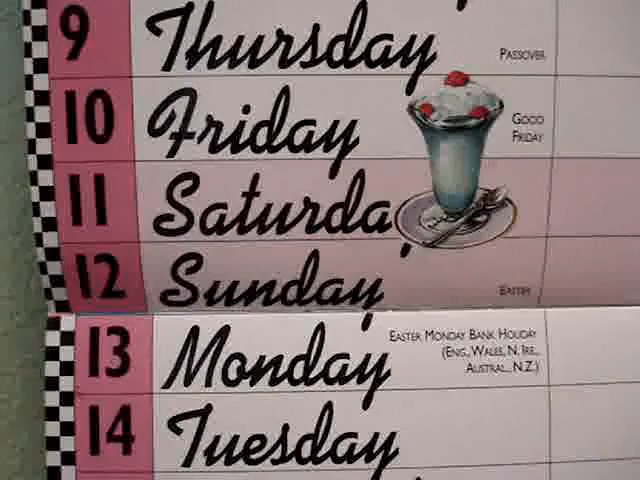 9 Thursday PASSOVER
10 Friday GOOD
FRIDAY
11 Saturda
12 Sunday EASTER
13 Monday EASTER MONDAY BANK HOLIDAY
(ENG., WALES, N. IRE.,
AUSTRAL., N.Z.)
14 Tuesday